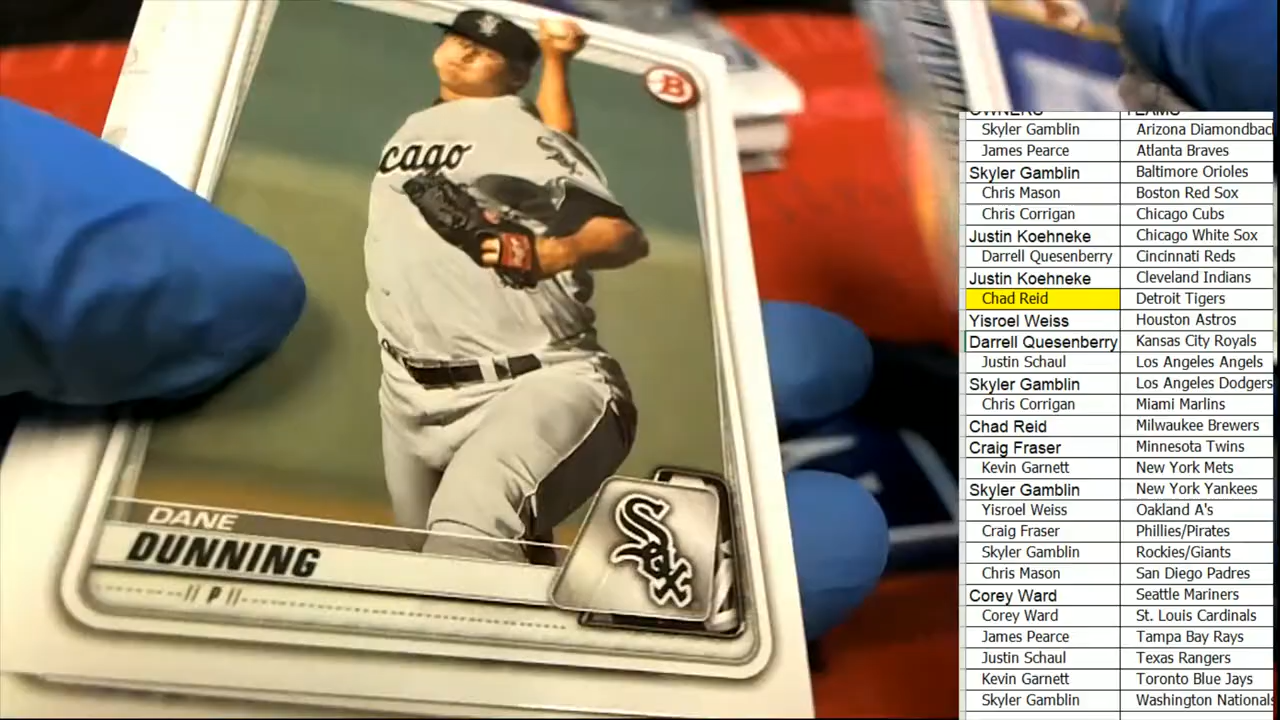 B
cago
Sox
DANE
DUNNING
P
Sox
OWNERS TEAMS
Skyler Gamblin Arizona Diamondbac
James Pearce Atlanta Braves
Skyler Gamblin Baltimore Orioles
Chris Mason Boston Red Sox
Chris Corrigan Chicago Cubs
Justin Koehneke Chicago White Sox
Darrell Quesenberry Cincinnati Reds
Justin Koehneke Cleveland Indians
Chad Reid Detroit Tigers
Yisroel Weiss Houston Astros
Darrell Quesenberry Kansas City Royals
Justin Schaul Los Angeles Angels
Skyler Gamblin Los Angeles Dodgers
Chris Corrigan Miami Marlins
Chad Reid Milwaukee Brewers
Craig Fraser Minnesota Twins
Kevin Garnett New York Mets
Skyler Gamblin New York Yankees
Yisroel Weiss Oakland A's
Craig Fraser Phillies/Pirates
Skyler Gamblin Rockies/Giants
Chris Mason San Diego Padres
Corey Ward Seattle Mariners
Corey Ward St. Louis Cardinals
James Pearce Tampa Bay Rays
Justin Schaul Texas Rangers
Kevin Garnett Toronto Blue Jays
Skyler Gamblin Washington Nationals